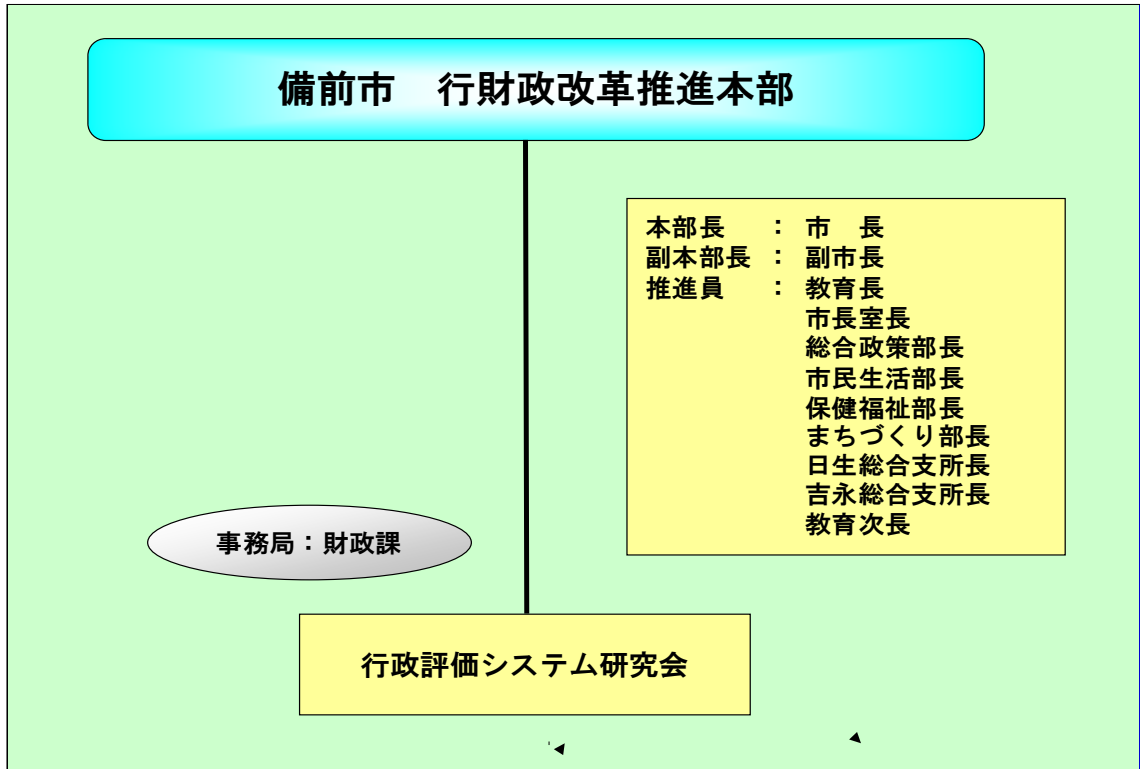 備前市　行財政改革推進本部
本部長　：　市　長
副本部長　：　副市長
推進員　：　教育長
市長室長
総合政策部長
市民生活部長
保健福祉部長
まちづくり部長
日生総合支所長
吉永総合支所長
教育次長
事務局：財政課
行政評価システム研究会